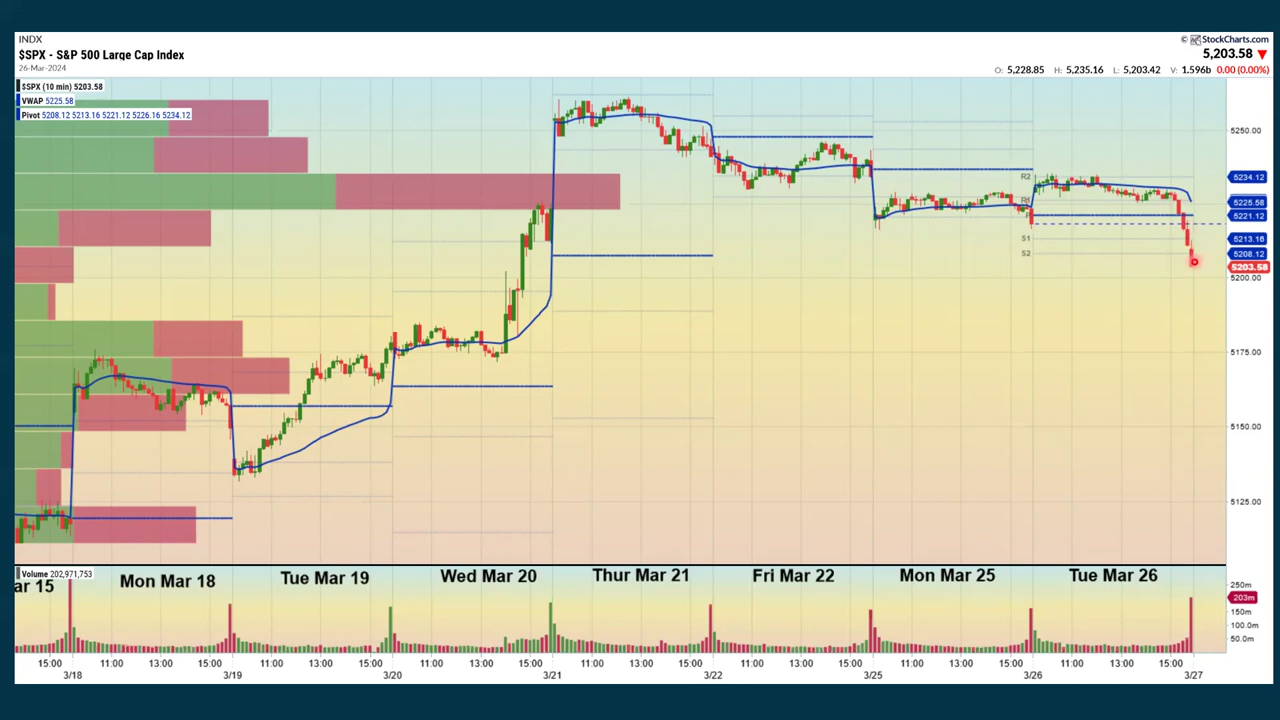 INDX
© StockCharts.com
$SPX - S&P 500 Large Cap Index
5,203.58
26-Mar-2024
O: 5,228.85 H: 5,235.16 L: 5,203.42 V: 1.596b 0.00 (0.00%)
$SPX (10 min) 5203.58
VWAP 5225.58
Pivot 5208.12 5213.16 5221.12 5226.16 5234.12
5250.00
R2
5234.12
R1
5225.58
P
5221.12
S1
5213.16
S2
5208.12
5203.58
5200.00
5175.00
5150.00
5125.00
Volume 202,971,753
ar 15
Mon Mar 18
Tue Mar 19
Wed Mar 20
Thur Mar 21
Fri Mar 22
Mon Mar 25
Tue Mar 26
250m
203m
150m
100.0m
50.0m
15:00 11:00 13:00 15:00 11:00 13:00 15:00 11:00 13:00 15:00 11:00 13:00 15:00 11:00 13:00 15:00 11:00 13:00 15:00 11:00 13:00 15:00
3/18 3/19 3/20 3/21 3/22 3/25 3/26 3/27